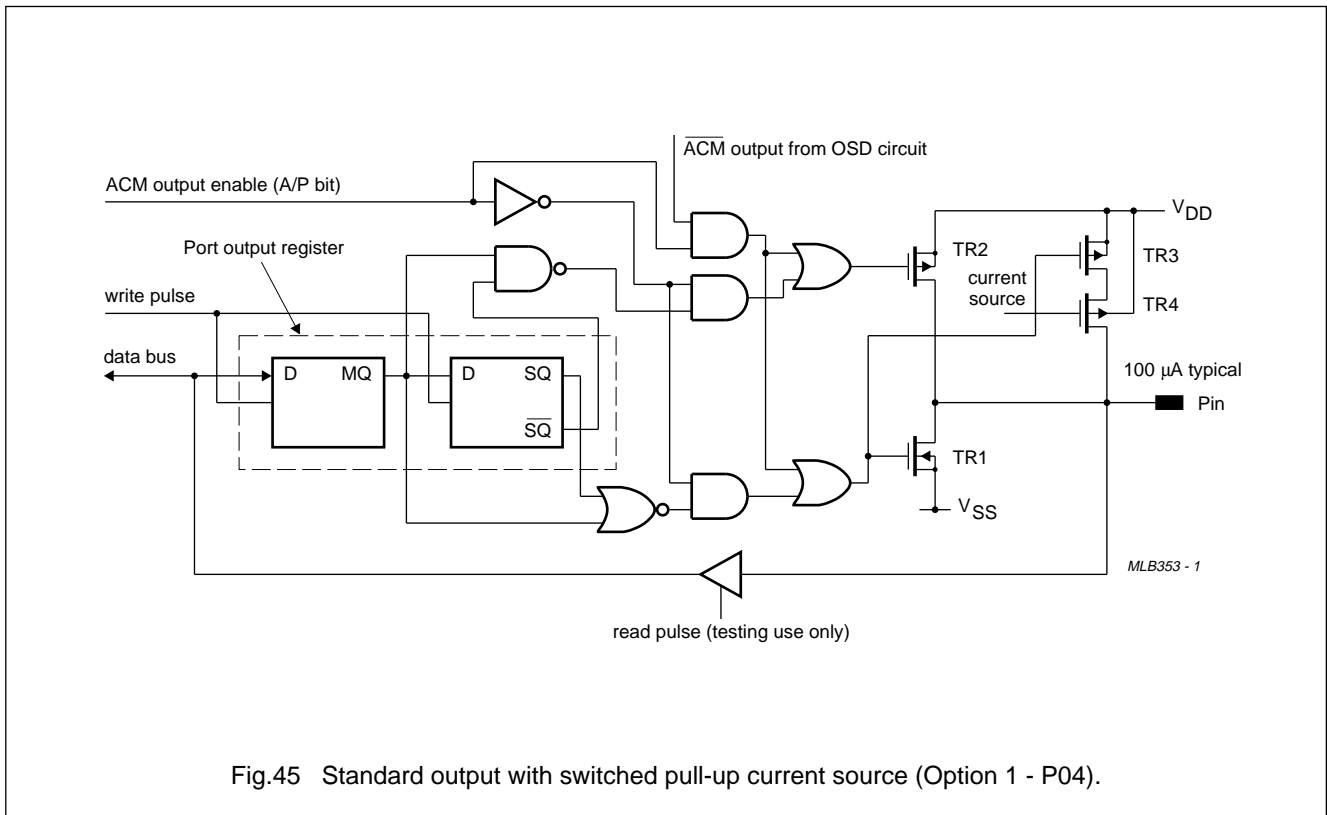 ACM output from OSD circuit
ACM output enable (A/P bit)
VDD
Port output register
TR2
TR3
current
source
TR4
write pulse
data bus
D MQ
D SQ
SQ
100 μA typical
Pin
TR1
VSS
MLB353 - 1
read pulse (testing use only)
Fig.45 Standard output with switched pull-up current source (Option 1 - P04).